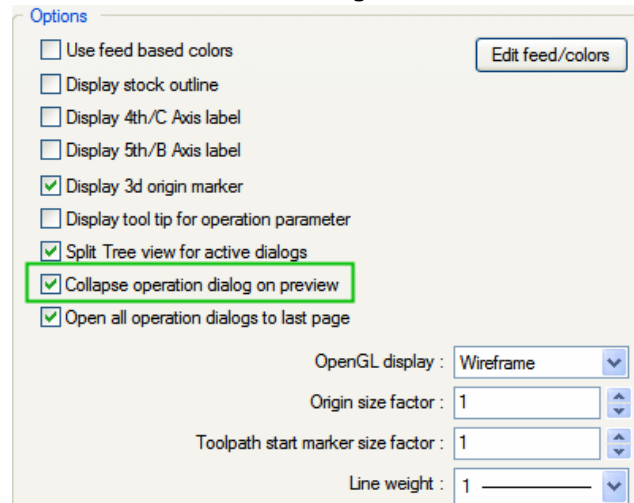 Options
Use feed based colors
Edit feed/colors
Display stock outline
Display 4th/C Axis label
Display 5th/B Axis label
Display 3d origin marker
Display tool tip for operation parameter
Split Tree view for active dialogs
Collapse operation dialog on preview
Open all operation dialogs to last page
OpenGL display : Wireframe
Origin size factor : 1
Toolpath start marker size factor : 1
Line weight : 1